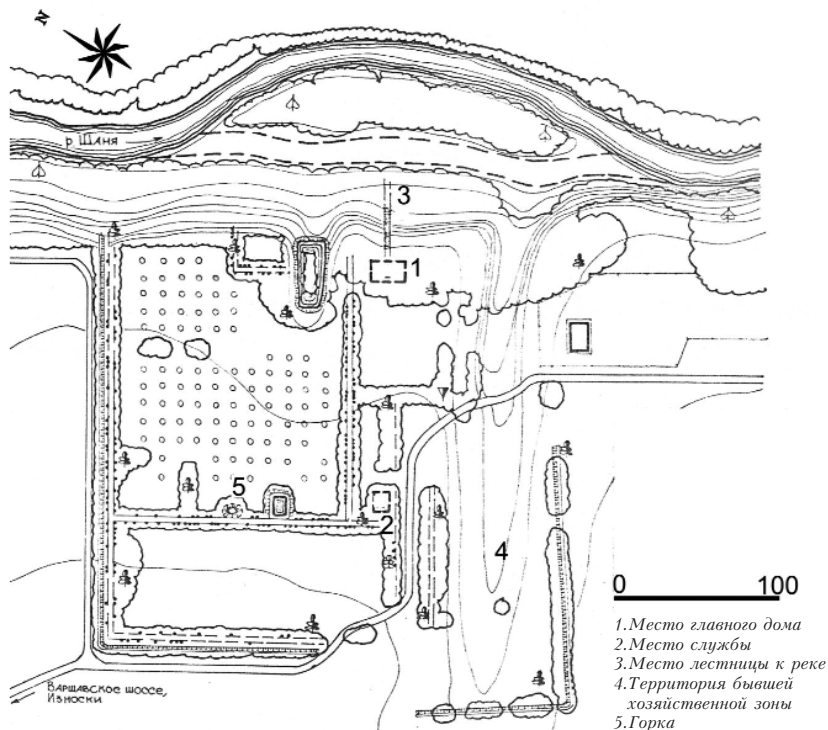 N
р. Шаня
3
1
5
2
4
0 100
1.Место главного дома
2.Место службы
3.Место лестницы к реке
4.Территория бывшей
хозяйственной зоны
5.Горка
Варшавское шоссе,
Износки